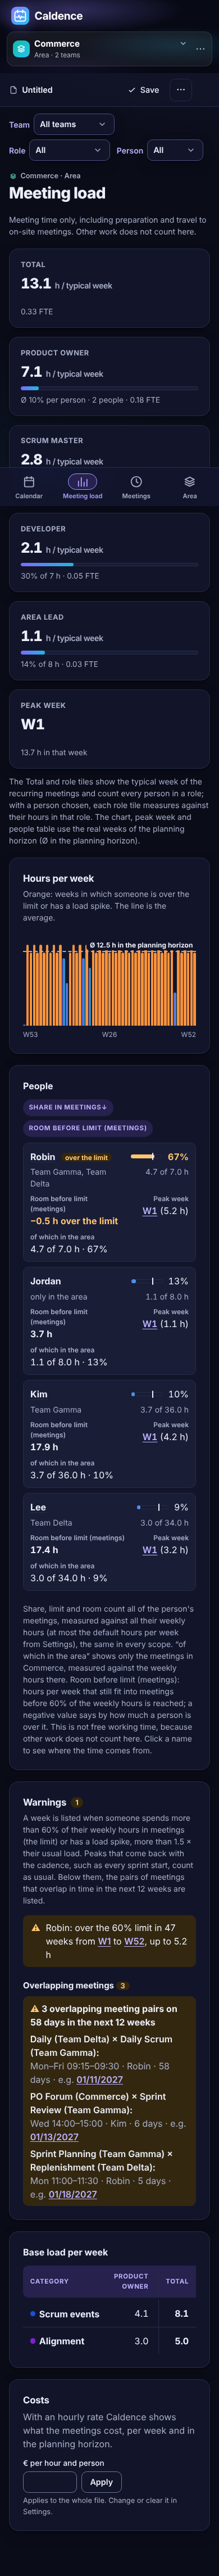 Caldence
Commerce
Area · 2 teams
Untitled
Save
Team
All teams
Role
All
Person
All
Commerce · Area
Meeting load
Meeting time only, including preparation and travel to
on-site meetings. Other work does not count here.
TOTAL
13.1 h / typical week
0.33 FTE
PRODUCT OWNER
7.1 h / typical week
Ø 10% per person · 2 people · 0.18 FTE
SCRUM MASTER
2.8 h / typical week
Calendar
Meeting load
Meetings
Area
DEVELOPER
2.1 h / typical week
30% of 7 h · 0.05 FTE
AREA LEAD
1.1 h / typical week
14% of 8 h · 0.03 FTE
PEAK WEEK
W1
13.7 h in that week
The Total and role tiles show the typical week of the
recurring meetings and count every person in a role;
with a person chosen, each role tile measures against
their hours in that role. The chart, peak week and
people table use the real weeks of the planning
horizon (Ø in the planning horizon).
Hours per week
Orange: weeks in which someone is over the
limit or has a load spike. The line is the
average.
Ø 12.5 h in the planning horizon
W53
W26
W52
People
SHARE IN MEETINGS↓
ROOM BEFORE LIMIT (MEETINGS)
Robin over the limit
67%
Team Gamma, Team
Delta
4.7 of 7.0 h
Room before limit
(meetings)
−0.5 h over the limit
Peak week
W1 (5.2 h)
of which in the area
4.7 of 7.0 h · 67%
Jordan
13%
only in the area
1.1 of 8.0 h
Room before limit
(meetings)
3.7 h
Peak week
W1 (1.1 h)
of which in the area
1.1 of 8.0 h · 13%
Kim
10%
Team Gamma
3.7 of 36.0 h
Room before limit
(meetings)
17.9 h
Peak week
W1 (4.2 h)
of which in the area
3.7 of 36.0 h · 10%
Lee
9%
Team Delta
3.0 of 34.0 h
Room before limit (meetings)
17.4 h
Peak week
W1 (3.2 h)
of which in the area
3.0 of 34.0 h · 9%
Share, limit and room count all of the person's
meetings, measured against all their weekly
hours (at most the default hours per week
from Settings), the same in every scope. “of
which in the area” shows only the meetings in
Commerce, measured against the weekly
hours there. Room before limit (meetings):
hours per week that still fit into meetings
before 60% of the weekly hours is reached; a
negative value says by how much a person is
over it. This is not free working time, because
other work does not count here. Click a name
to see where the time comes from.
Warnings 1
A week is listed when someone spends more
than 60% of their weekly hours in meetings
(the limit) or has a load spike, more than 1.5 ×
their usual load. Peaks that come back with
the cadence, such as every sprint start, count
as usual. Below them, the pairs of meetings
that overlap in time in the next 12 weeks are
listed.
Robin: over the 60% limit in 47
weeks from W1 to W52, up to 5.2
h
Overlapping meetings 3
3 overlapping meeting pairs on
58 days in the next 12 weeks
Daily (Team Delta) × Daily Scrum
(Team Gamma):
Mon–Fri 09:15–09:30 · Robin · 58
days · e.g. 01/11/2027
PO Forum (Commerce) × Sprint
Review (Team Gamma):
Wed 14:00–15:00 · Kim · 6 days · e.g.
01/13/2027
Sprint Planning (Team Gamma) ×
Replenishment (Team Delta):
Mon 11:00–11:30 · Robin · 5 days ·
e.g. 01/18/2027
Base load per week
CATEGORY
PRODUCT
OWNER
TOTAL
Scrum events
4.1
8.1
Alignment
3.0
5.0
Costs
With an hourly rate Caldence shows
what the meetings cost, per week and in
the planning horizon.
€ per hour and person
Apply
Applies to the whole file. Change or clear it in
Settings.